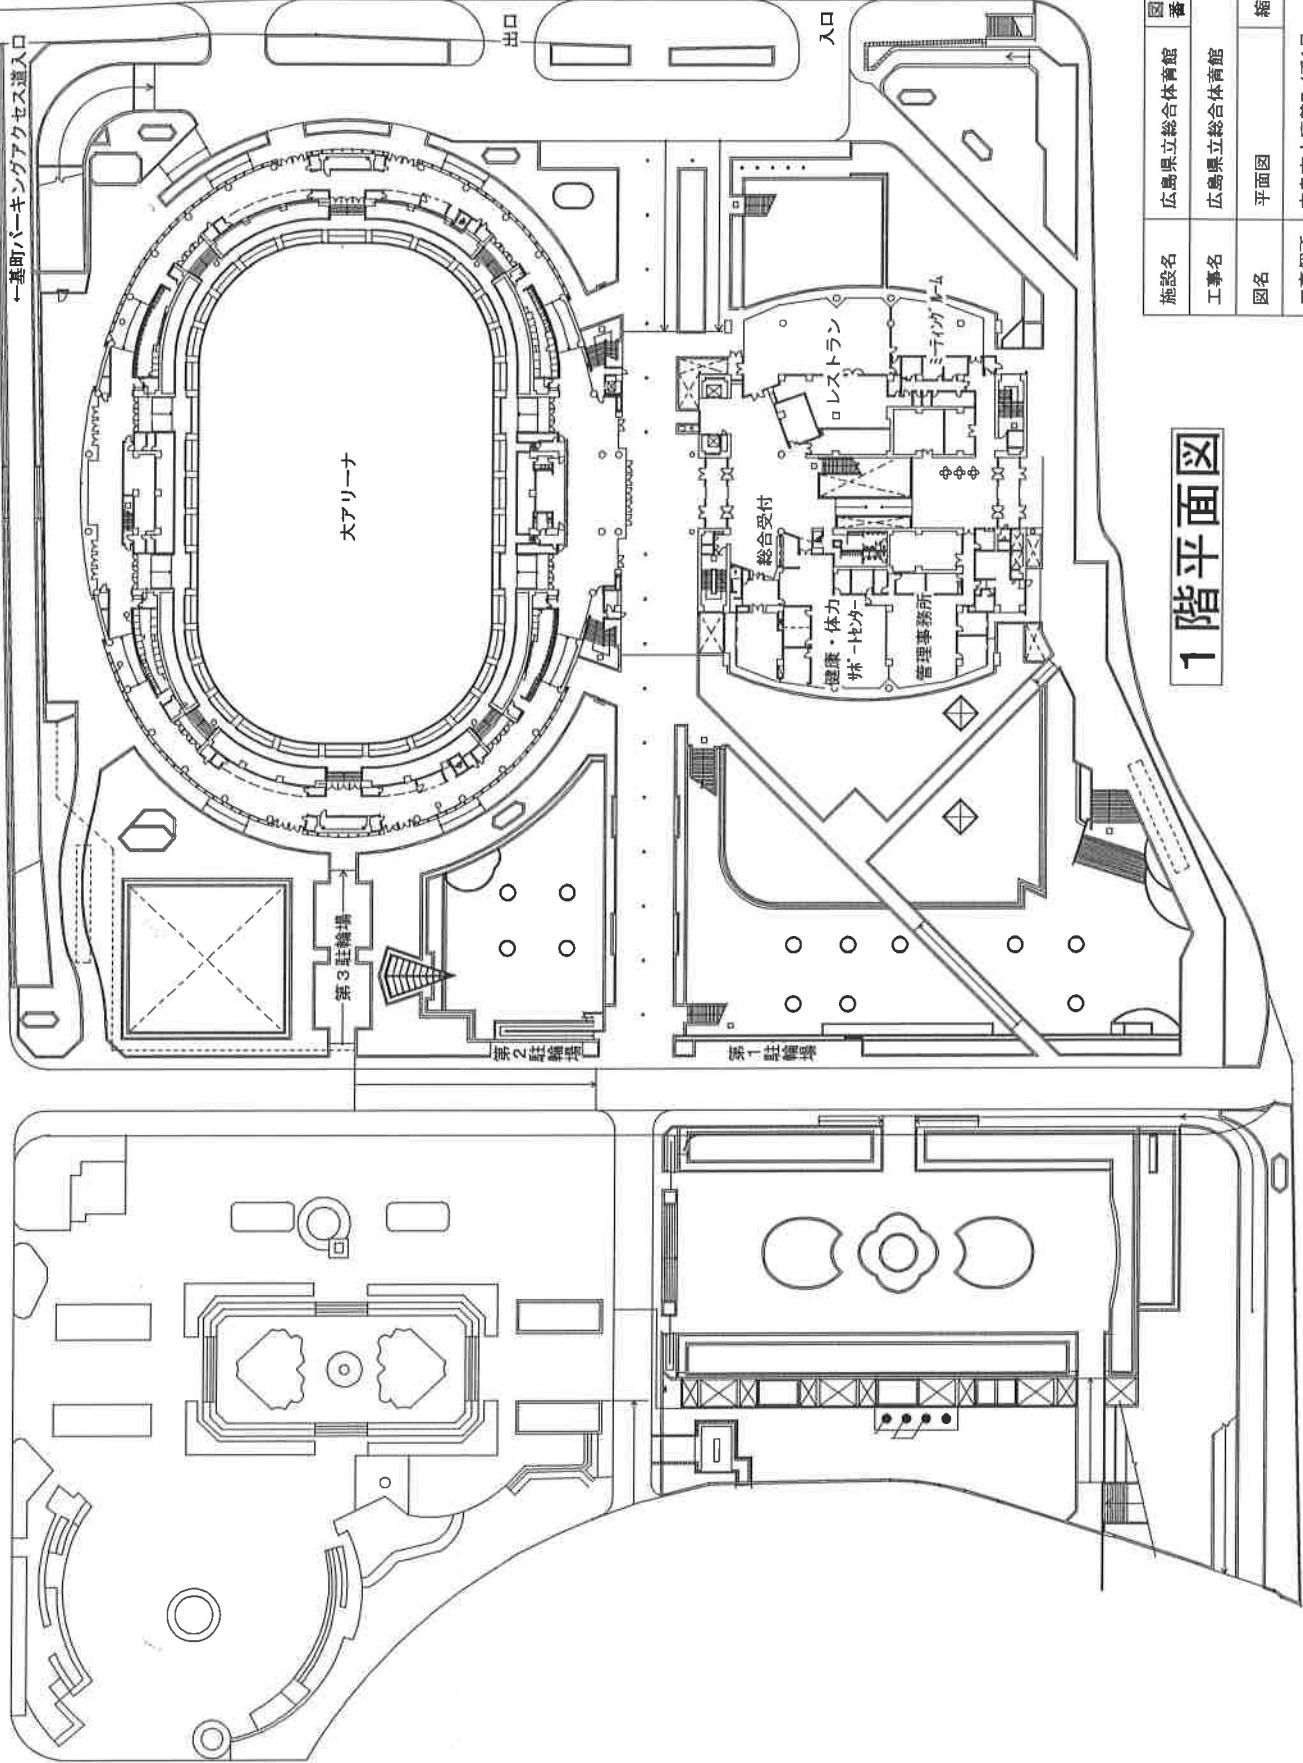 ←基町パーキングアクセス道入口
出口
入口
大アリーナ
レストラン
ミーティングルーム
総合受付
健康・体力
サポートセンター
管理事務所
第3駐輪場
第2駐輪場
第1駐輪場
1階平面図
施設名 広島県立総合体育館 図番
工事名 広島県立総合体育館
図名 平面図 縮